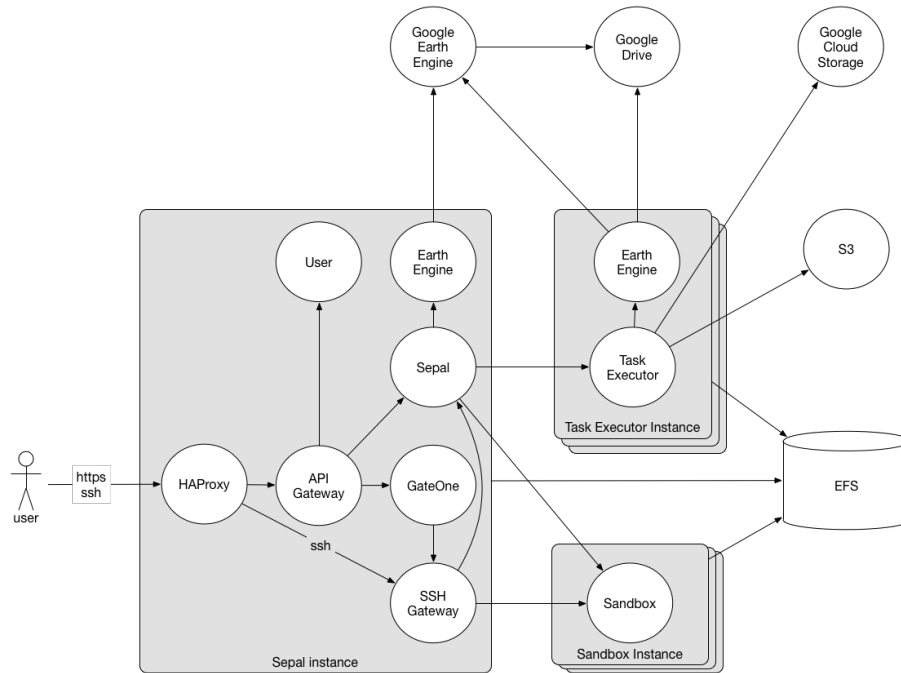 Google
Earth
Engine
Google
Drive
Google
Cloud
Storage
User
Earth
Engine
Earth
Engine
S3
Sepal
Task
Executor
Task Executor Instance
https
ssh
user
HAProxy
API
Gateway
GateOne
EFS
ssh
SSH
Gateway
Sandbox
Sepal instance
Sandbox Instance